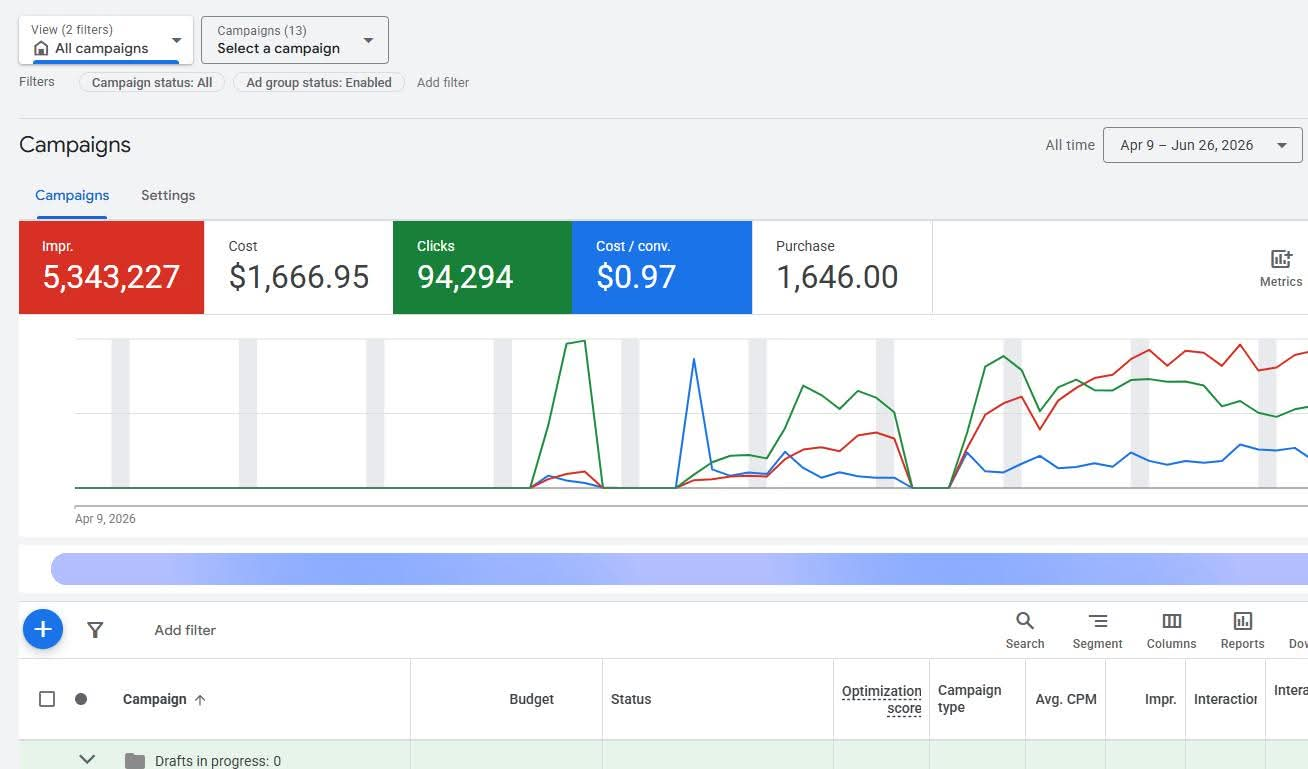 View (2 filters)
All campaigns
Campaigns (13)
Select a campaign
Filters
Campaign status: All
Ad group status: Enabled
Add filter
Campaigns
All time
Apr 9 – Jun 26, 2026
Campaigns
Settings
Impr.
5,343,227
Cost
$1,666.95
Clicks
94,294
Cost / conv.
$0.97
Purchase
1,646.00
Metrics
Apr 9, 2026
Add filter
Search
Segment
Columns
Reports
Dov
Campaign
Budget
Status
Optimization
score
Campaign
type
Avg. CPM
Impr.
Interaction
Intera
Drafts in progress: 0